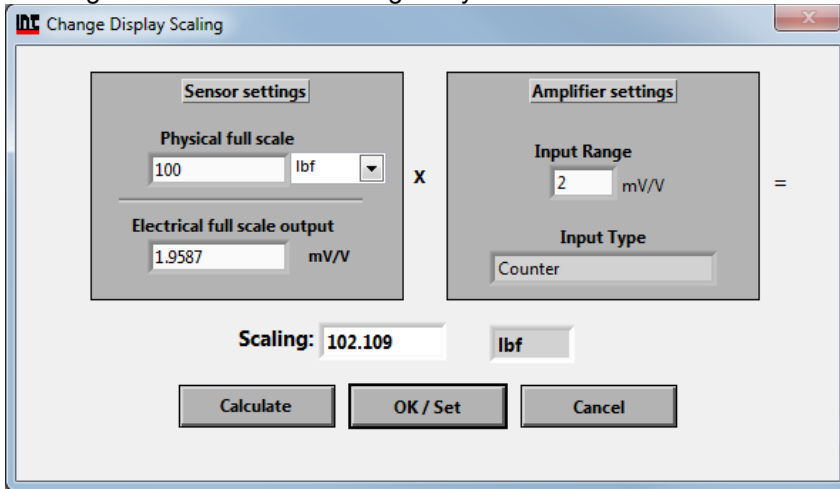 Change Display Scaling
Sensor settings
Physical full scale
100 lbf
Electrical full scale output
1.9587 mV/V
x
Amplifier settings
Input Range
2 mV/V
Input Type
Counter
=
Scaling: 102.109 lbf
Calculate OK / Set Cancel